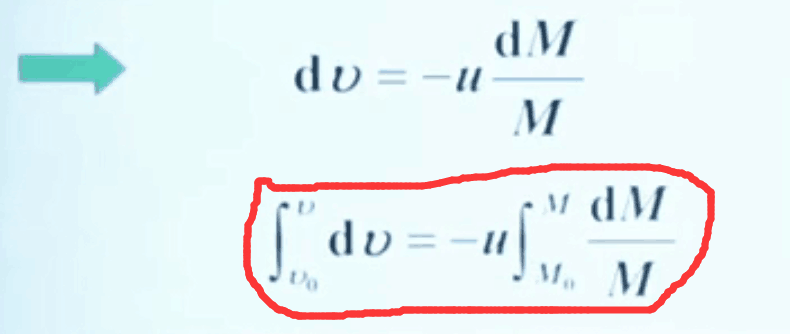 dυ = −u dM/M
∫_{υ₀}^{υ} dυ = −u ∫_{M₀}^{M} dM/M